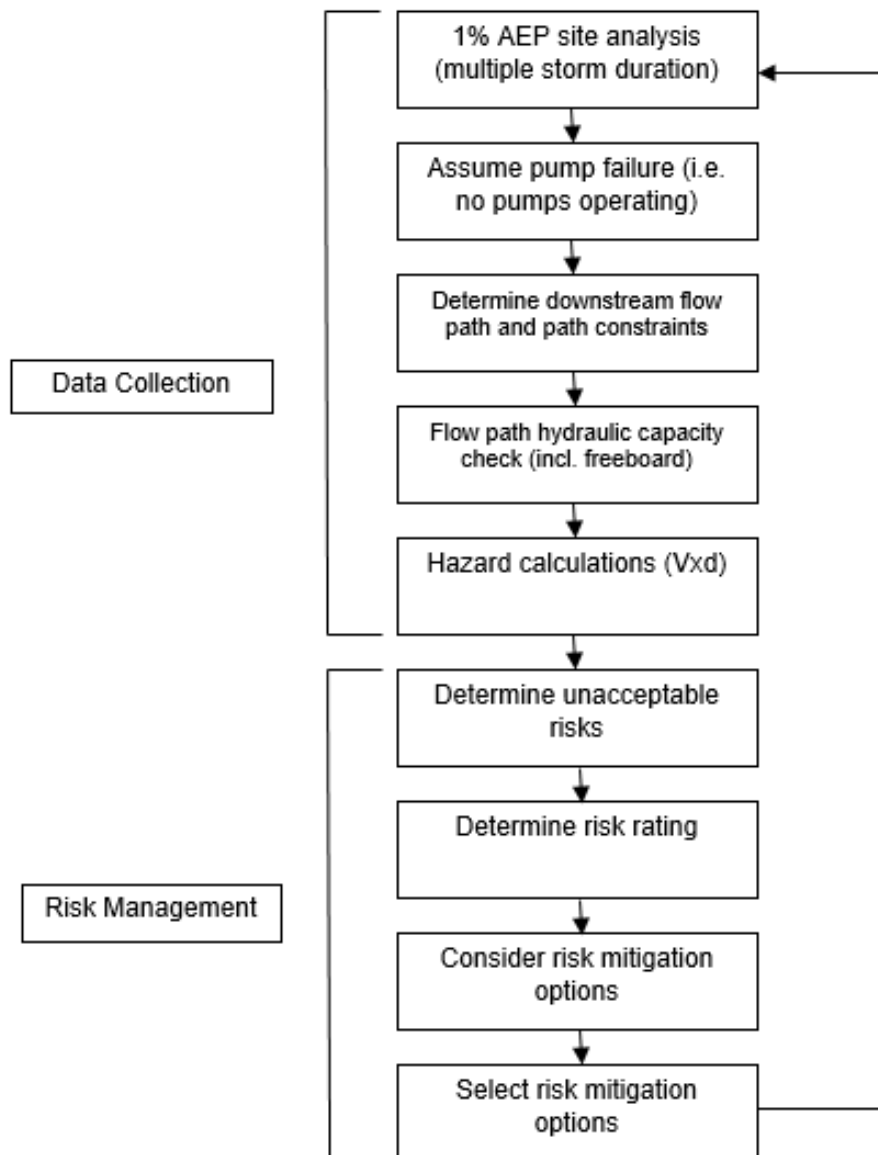 1% AEP site analysis
(multiple storm duration)
Assume pump failure (i.e.
no pumps operating)
Determine downstream flow
path and path constraints
Data Collection
Flow path hydraulic capacity
check (incl. freeboard)
Hazard calculations (Vxd)
Determine unacceptable
risks
Determine risk rating
Risk Management
Consider risk mitigation
options
Select risk mitigation
options